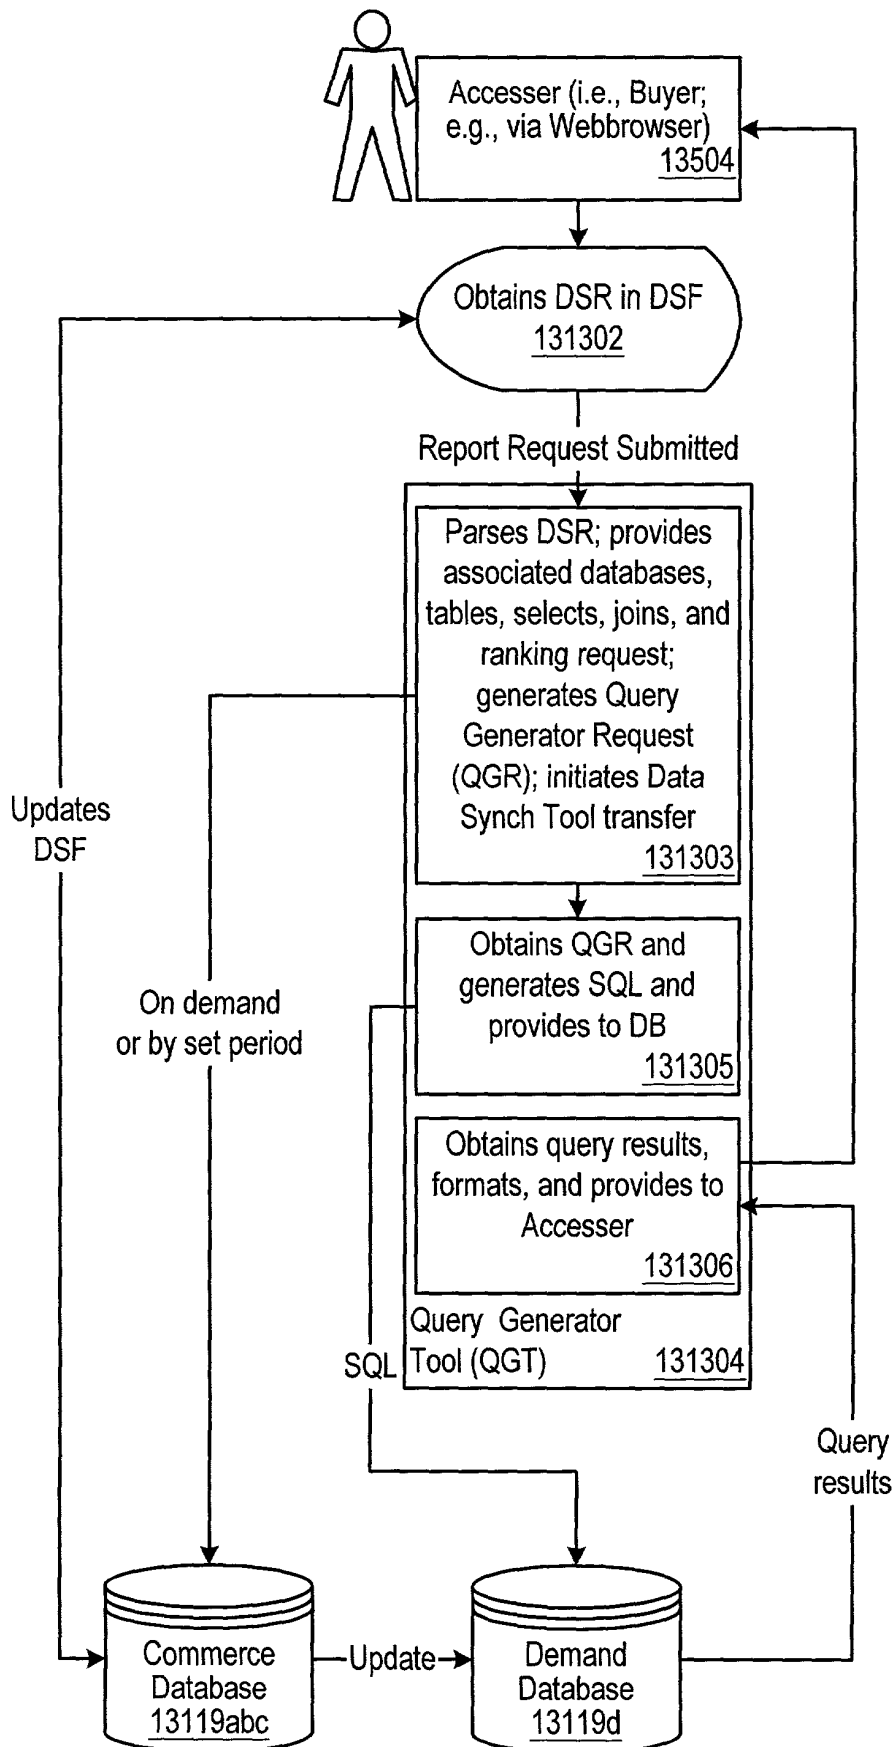 Accesser (i.e., Buyer;
e.g., via Webbrowser)
13504
Obtains DSR in DSF
131302
Report Request Submitted
Parses DSR; provides
associated databases,
tables, selects, joins, and
ranking request;
generates Query
Generator Request
(QGR); initiates Data
Synch Tool transfer
131303
Updates
DSF
On demand
or by set period
Obtains QGR and
generates SQL and
provides to DB
131305
Obtains query results,
formats, and provides to
Accesser
131306
Query Generator
Tool (QGT)
131304
SQL
Query
results
Commerce
Database
13119abc
Update
Demand
Database
13119d